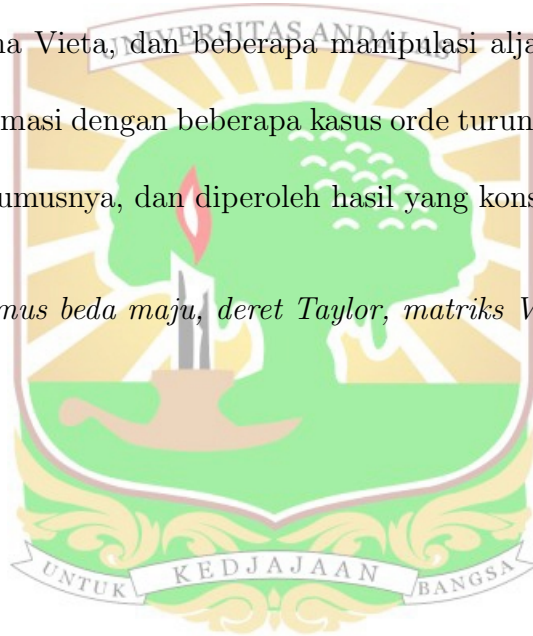 UNIVERSITAS ANDALAS
na Vieta, dan beberapa manipulasi alja
masi dengan beberapa kasus orde turun
umusnya, dan diperoleh hasil yang kons
mus beda maju, deret Taylor, matriks V
UNTUK KEDJAJAAN BANGSA